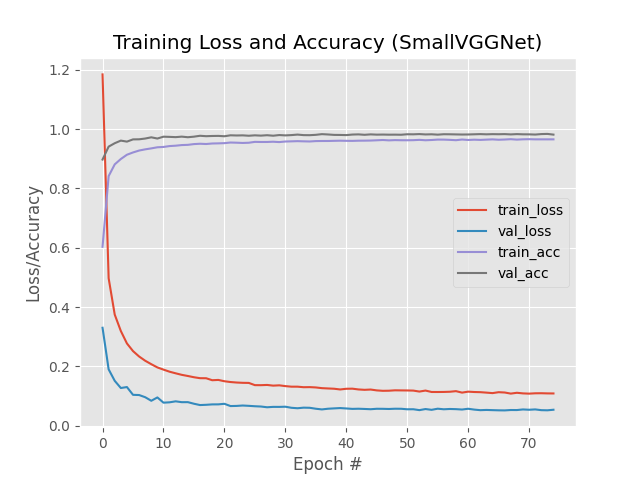 Training Loss and Accuracy (SmallVGGNet)
1.2
1.0
0.8
0.6
0.4
0.2
0.0
Loss/Accuracy
train_loss
val_loss
train_acc
val_acc
0 10 20 30 40 50 60 70
Epoch #